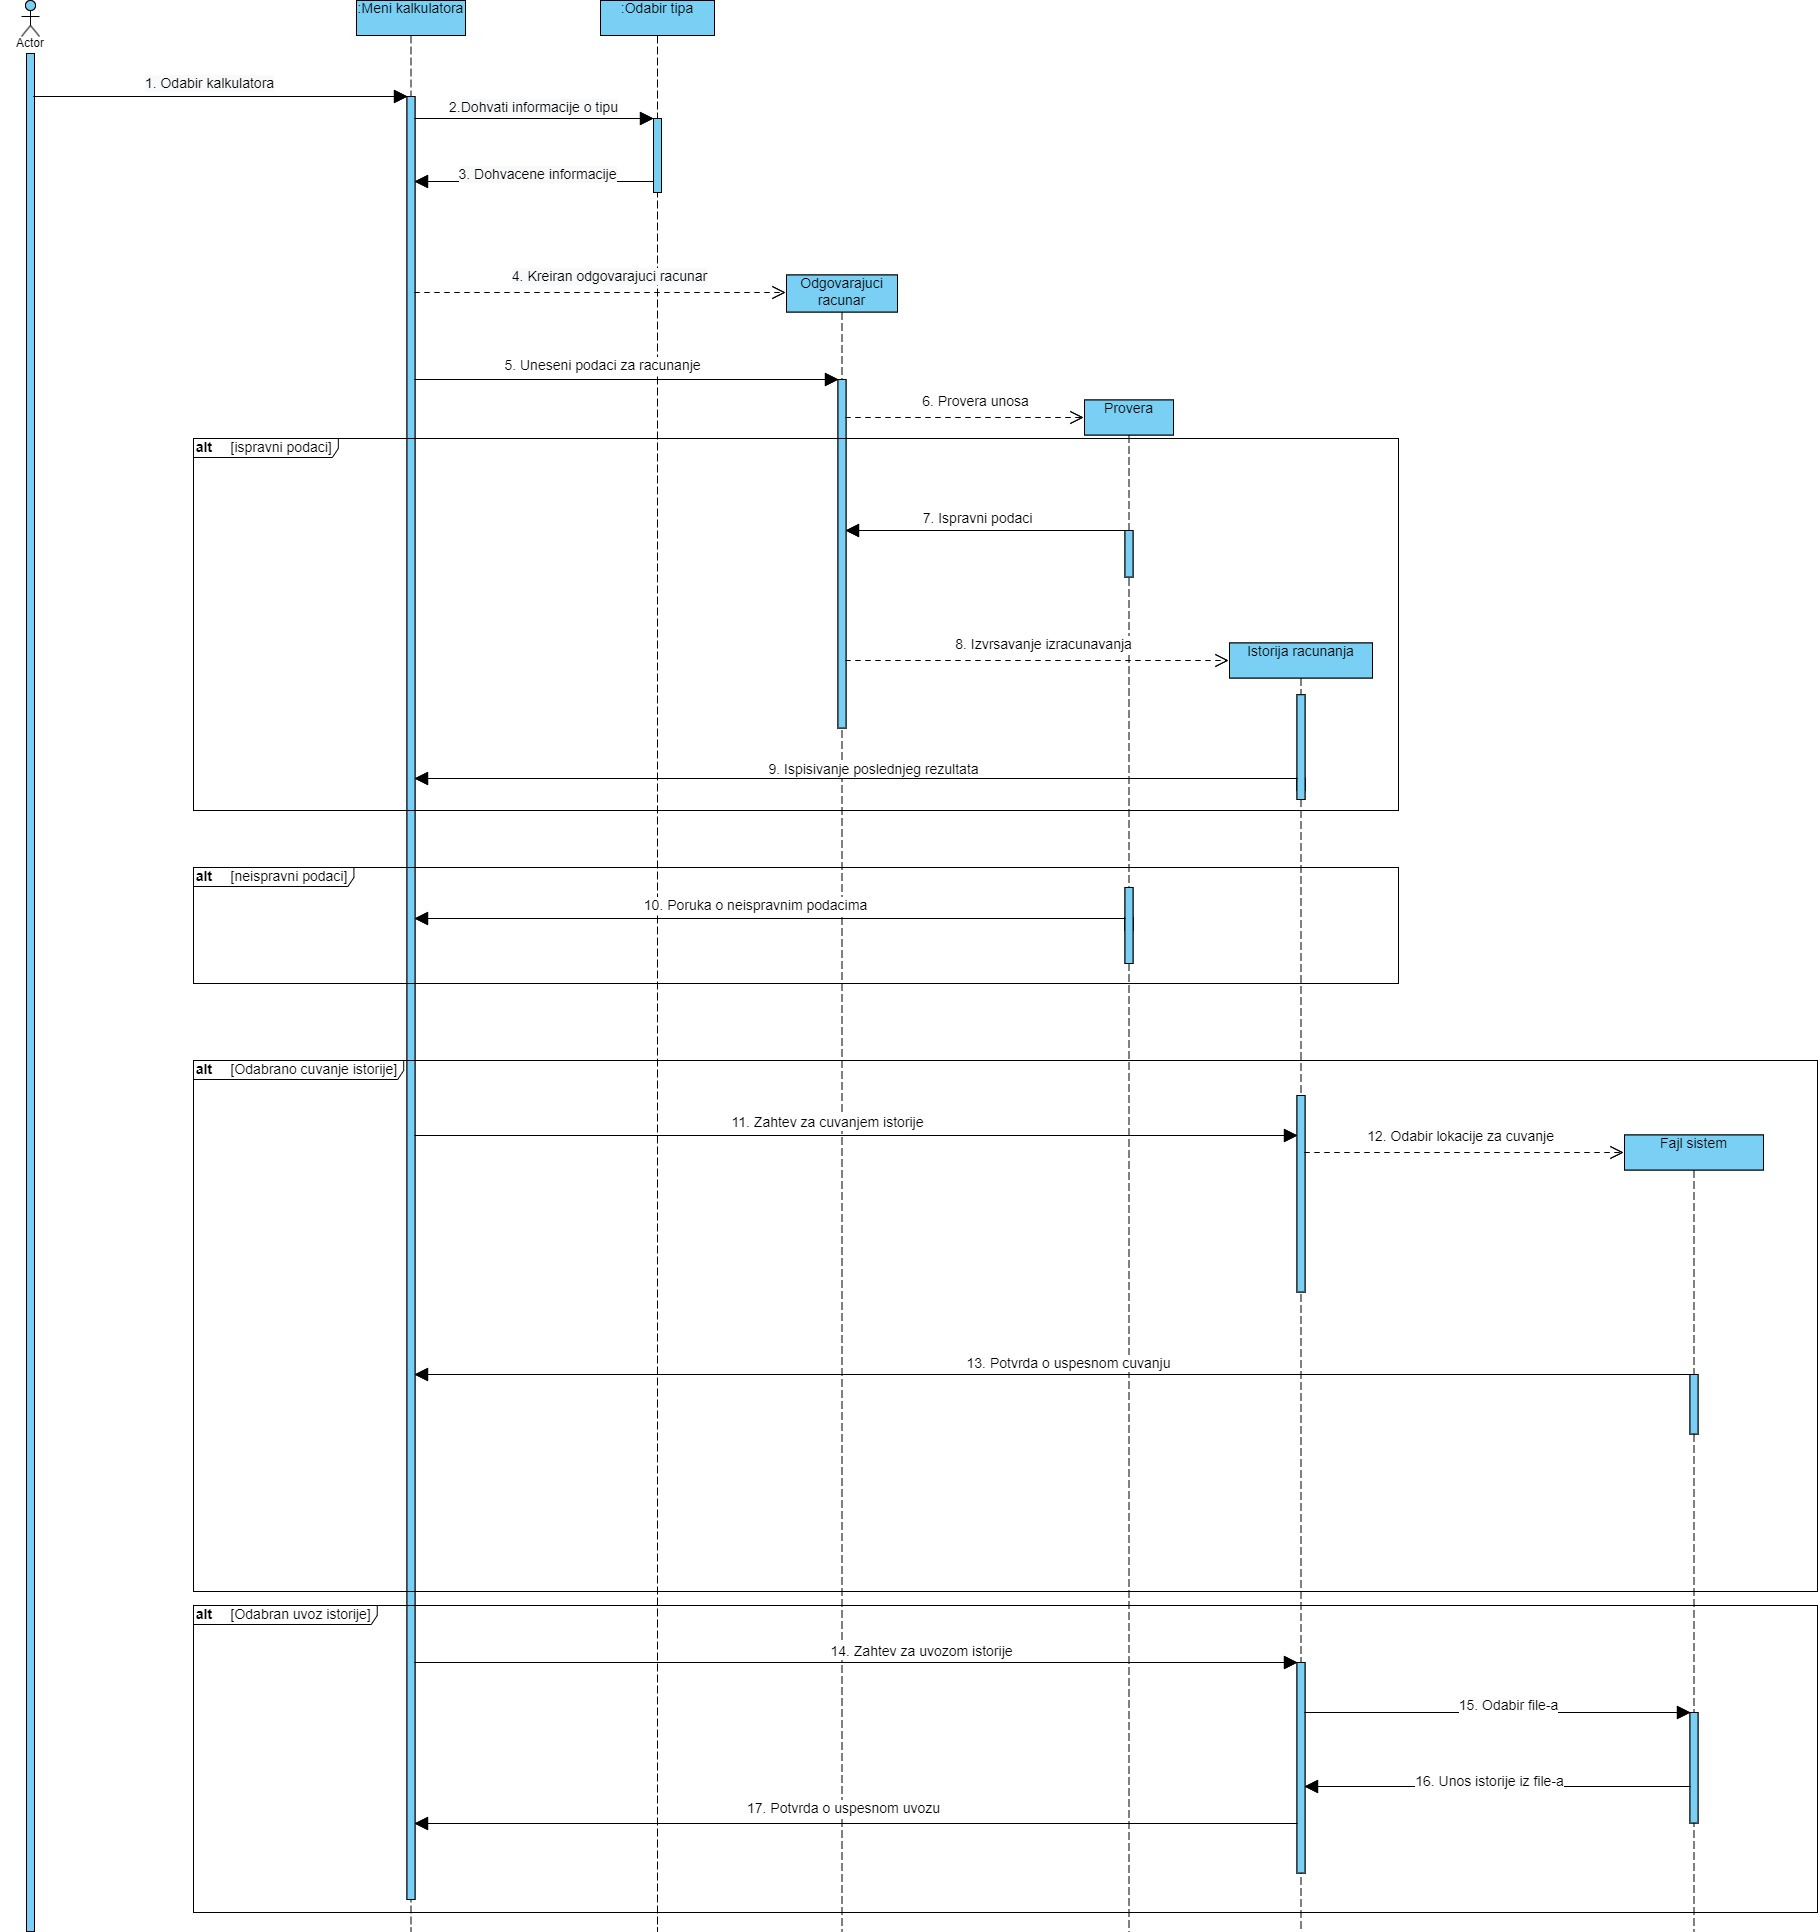 :Meni kalkulatora
:Odabir tipa
Actor
1. Odabir kalkulatora
2.Dohvati informacije o tipu
3. Dohvacene informacije
4. Kreiran odgovarajuci racunar
Odgovarajuci
racunar
5. Uneseni podaci za racunanje
6. Provera unosa
Provera
alt [ispravni podaci]
7. Ispravni podaci
8. Izvrsavanje izracunavanja
Istorija racunanja
9. Ispisivanje poslednjeg rezultata
alt [neispravni podaci]
10. Poruka o neispravnim podacima
alt [Odabrano cuvanje istorije]
11. Zahtev za cuvanjem istorije
12. Odabir lokacije za cuvanje
Fajl sistem
13. Potvrda o uspesnom cuvanju
alt [Odabran uvoz istorije]
14. Zahtev za uvozom istorije
15. Odabir file-a
16. Unos istorije iz file-a
17. Potvrda o uspesnom uvozu